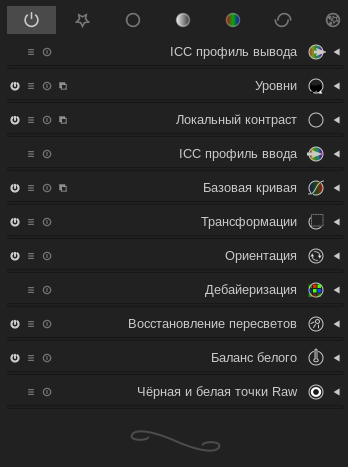 ICC профиль вывода
Уровни
Локальный контраст
ICC профиль ввода
Базовая кривая
Трансформации
Ориентация
Дебайеризация
Восстановление пересветов
Баланс белого
Чёрная и белая точки Raw